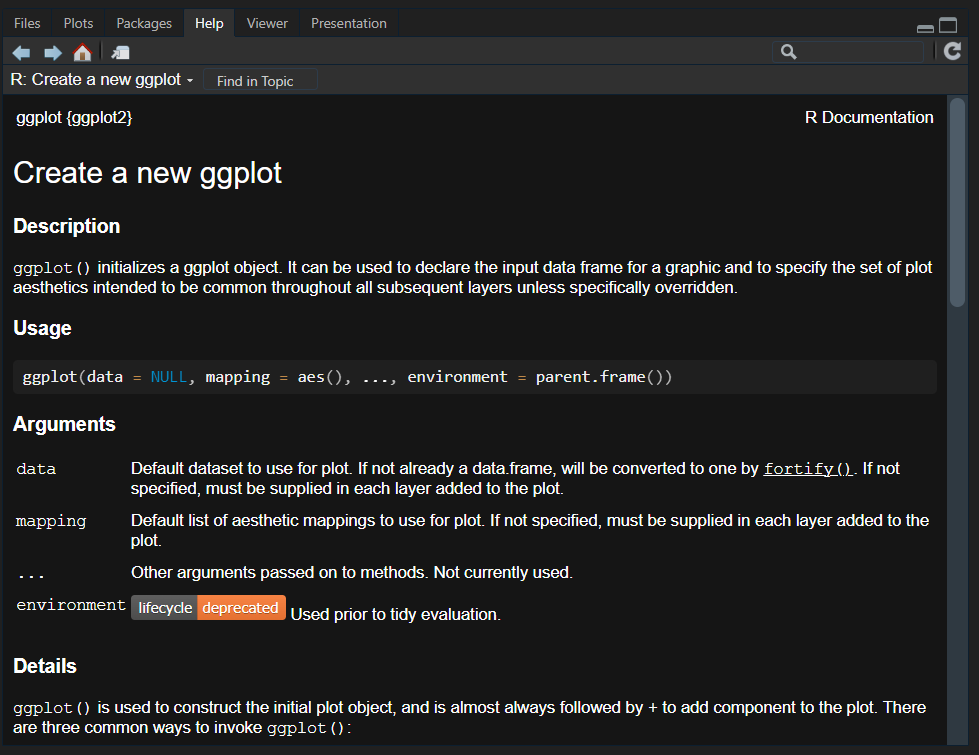 Files Plots Packages Help Viewer Presentation
R: Create a new ggplot Find in Topic
ggplot {ggplot2} R Documentation
Create a new ggplot
Description
ggplot() initializes a ggplot object. It can be used to declare the input data frame for a graphic and to specify the set of plot
aesthetics intended to be common throughout all subsequent layers unless specifically overridden.
Usage
ggplot(data = NULL, mapping = aes(), ..., environment = parent.frame())
Arguments
data Default dataset to use for plot. If not already a data.frame, will be converted to one by fortify(). If not
specified, must be supplied in each layer added to the plot.
mapping Default list of aesthetic mappings to use for plot. If not specified, must be supplied in each layer added to the
plot.
... Other arguments passed on to methods. Not currently used.
environment lifecycle deprecated Used prior to tidy evaluation.
Details
ggplot() is used to construct the initial plot object, and is almost always followed by + to add component to the plot. There
are three common ways to invoke ggplot():